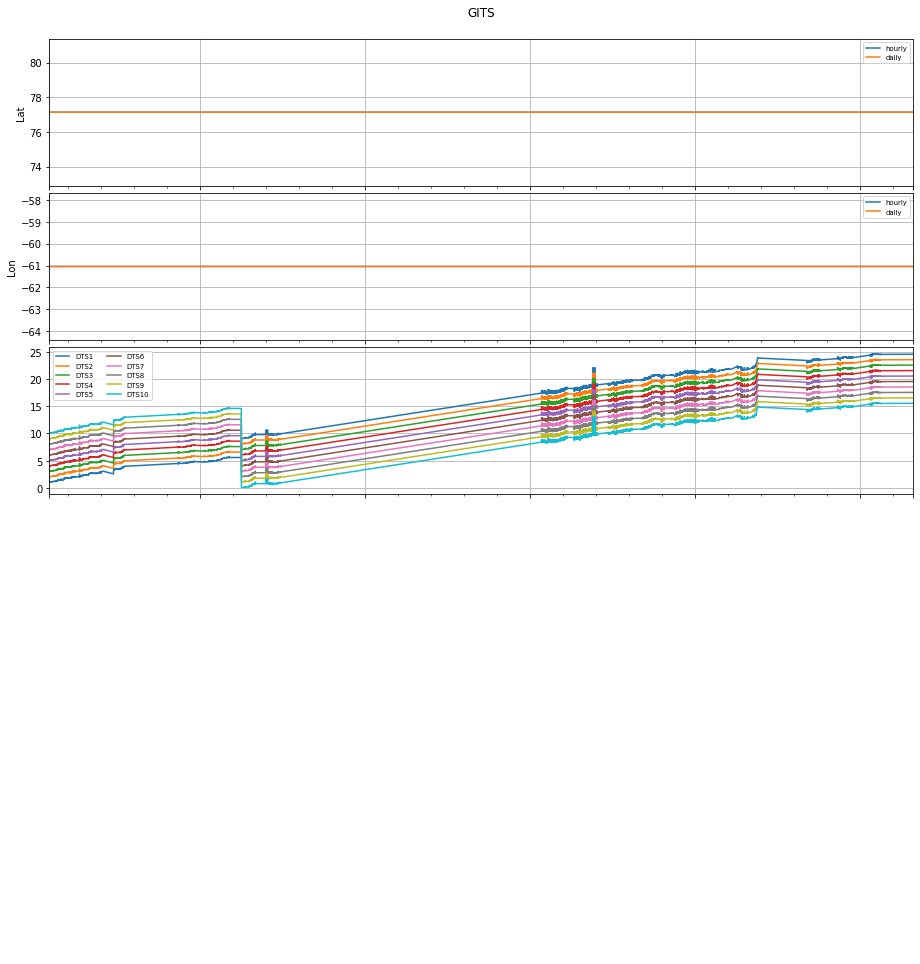 GITS
80
78
76
74
Lat
hourly
daily
−58
−59
−60
−61
−62
−63
−64
Lon
hourly
daily
25
20
15
10
5
0
DTS1 DTS6
DTS2 DTS7
DTS3 DTS8
DTS4 DTS9
DTS5 DTS10